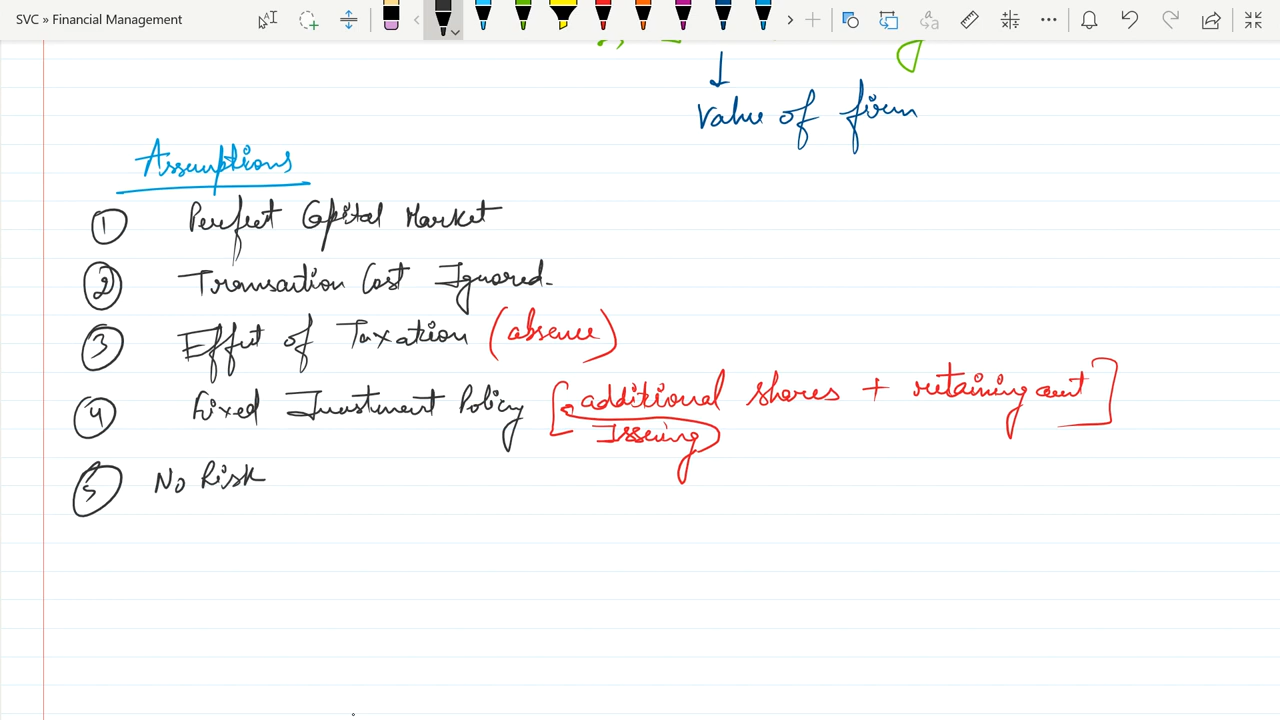 SVC » Financial Management
Value of firm
Assumptions
1 Perfect Capital Market
2 Transaction Cost Ignored.
3 Effect of Taxation (absence)
4 Fixed Investment Policy [additional shares + retaining amt]
Issuing
5 No Risk